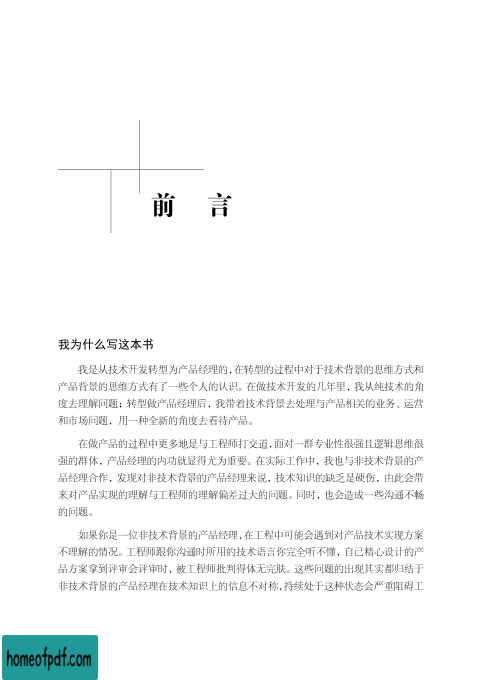 前 言
我为什么写这本书
我是从技术开发转型为产品经理的,在转型的过程中对于技术背景的思维方式和
产品背景的思维方式有了一些个人的认识。在做技术开发的几年里,我从纯技术的角
度去理解问题;转型做产品经理后,我带着技术背景去处理与产品相关的业务、运营
和市场问题,用一种全新的角度去看待产品。
在做产品的过程中更多地是与工程师打交道,面对一群专业性很强且逻辑思维很
强的群体,产品经理的内功就显得尤为重要。在实际工作中,我也与非技术背景的产
品经理合作,发现对非技术背景的产品经理来说,技术知识的缺乏是硬伤,由此会带
来对产品实现的理解与工程师的理解偏差过大的问题。同时,也会造成一些沟通不畅
的问题。
如果你是一位非技术背景的产品经理,在工程中可能会遇到对产品技术实现方案
不理解的情况。工程师跟你沟通时所用的技术语言你完全听不懂,自己精心设计的产
品方案拿到评审会评审时,被工程师批判得体无完肤。这些问题的出现其实都归结于
非技术背景的产品经理在技术知识上的信息不对称,持续处于这种状态会严重阻碍工
homeofpdf.com